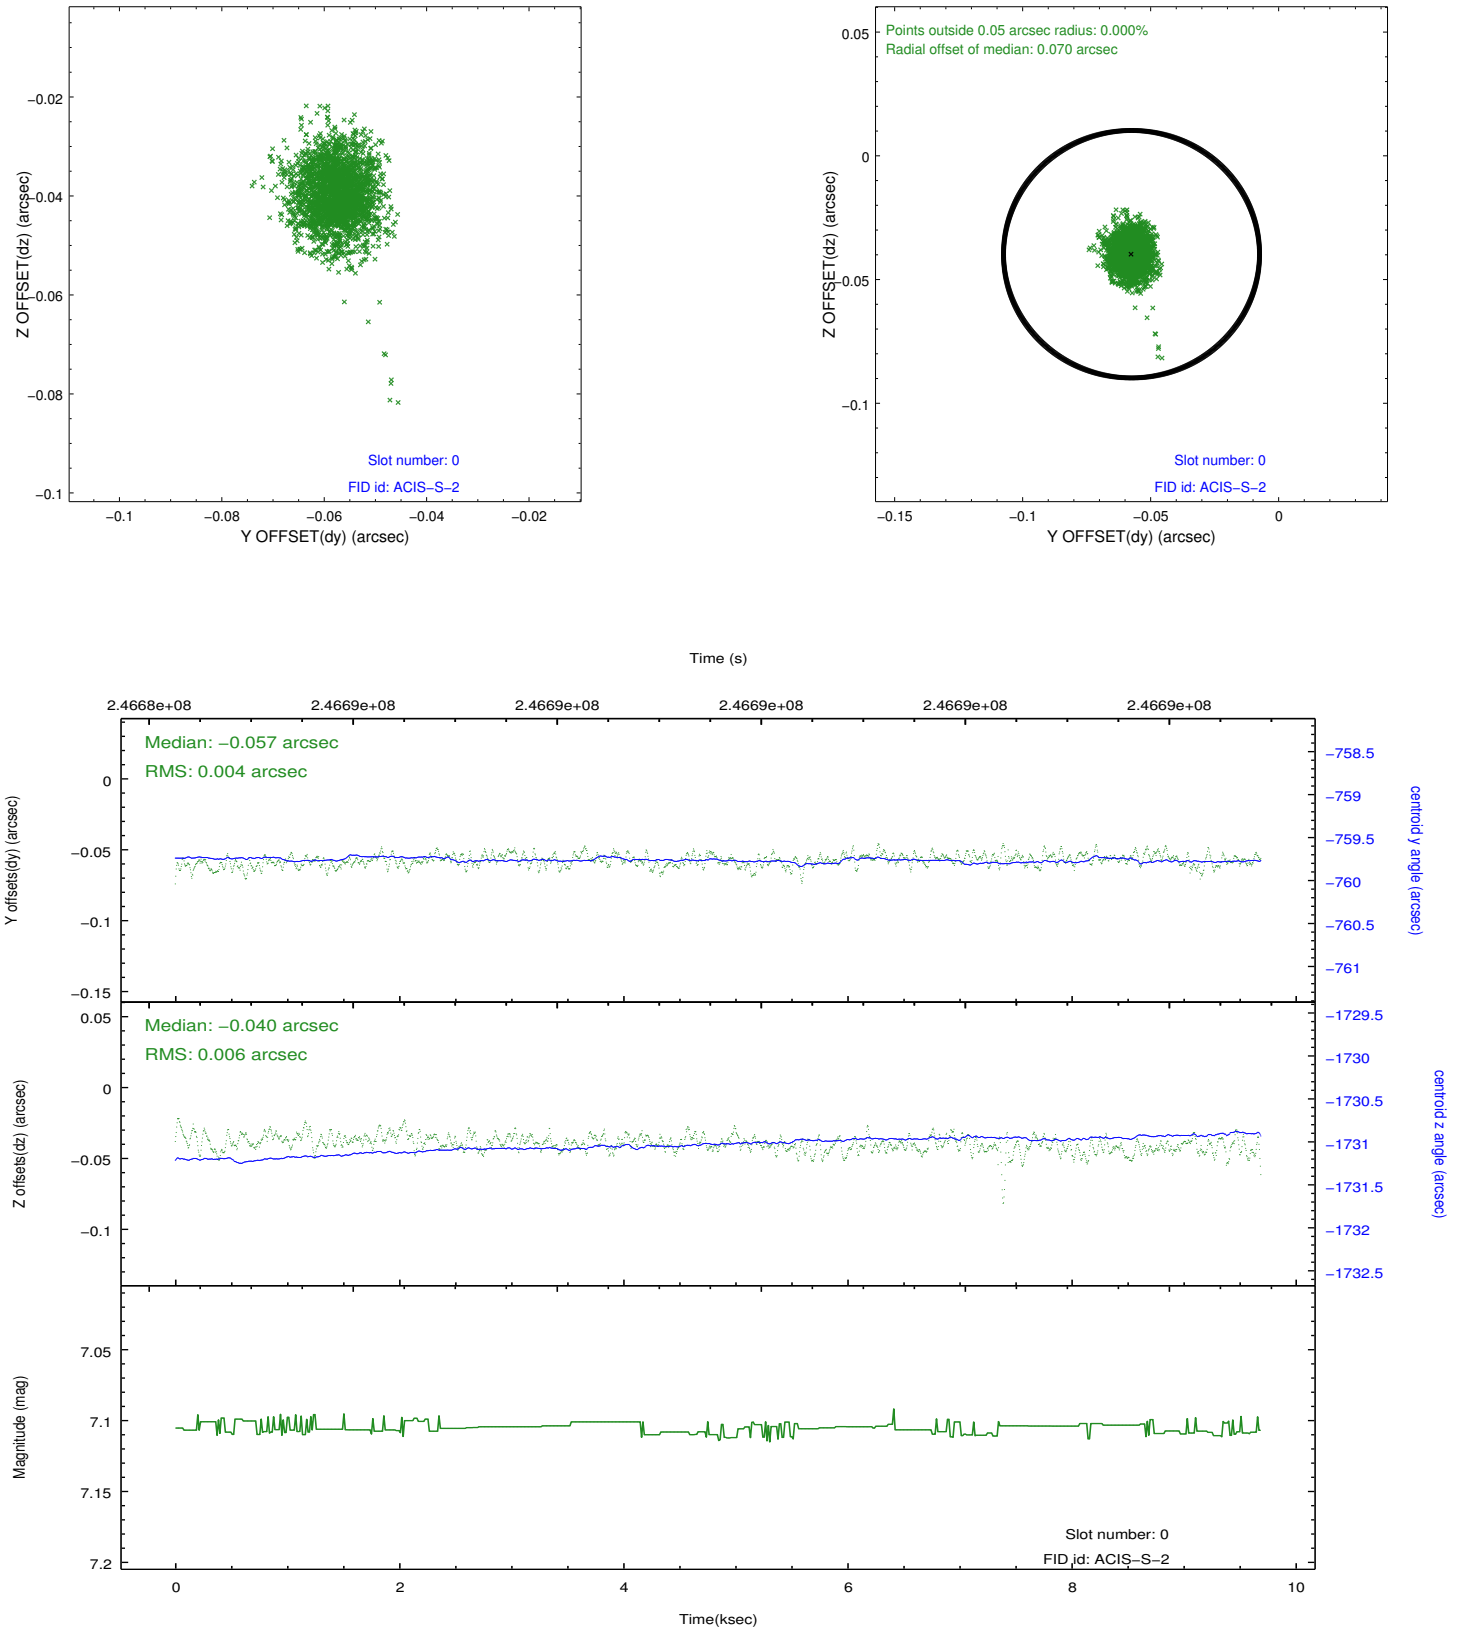 −0.02
−0.04
−0.06
−0.08
−0.1
Z OFFSET(dz) (arcsec)
Slot number: 0
FID id: ACIS−S−2
−0.1
−0.08
−0.06
−0.04
−0.02
Y OFFSET(dy) (arcsec)
Points outside 0.05 arcsec radius: 0.000%
Radial offset of median: 0.070 arcsec
0.05
0
−0.05
−0.1
Z OFFSET(dz) (arcsec)
Slot number: 0
FID id: ACIS−S−2
−0.15
−0.1
−0.05
0
Y OFFSET(dy) (arcsec)
Time (s)
2.4668e+08
2.4669e+08
2.4669e+08
2.4669e+08
2.4669e+08
2.4669e+08
Median: −0.057 arcsec
RMS: 0.004 arcsec
0
−0.05
−0.1
−0.15
Y offsets(dy) (arcsec)
−758.5
−759
−759.5
−760
−760.5
−761
centroid y angle (arcsec)
Median: −0.040 arcsec
RMS: 0.006 arcsec
0.05
0
−0.05
−0.1
Z offsets(dz) (arcsec)
−1729.5
−1730
−1730.5
−1731
−1731.5
−1732
−1732.5
centroid z angle (arcsec)
7.05
7.1
7.15
7.2
Magnitude (mag)
Slot number: 0
FID id: ACIS−S−2
0
2
4
6
8
10
Time(ksec)